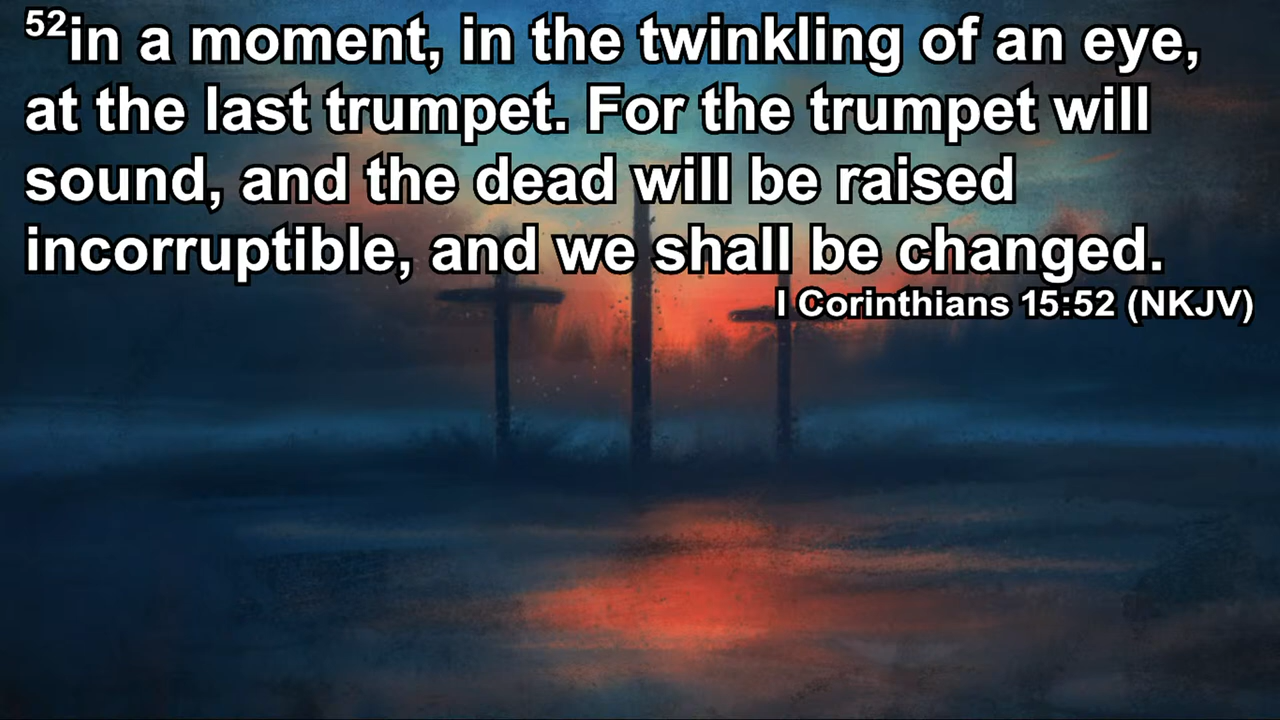 52in a moment, in the twinkling of an eye,
at the last trumpet. For the trumpet will
sound, and the dead will be raised
incorruptible, and we shall be changed.
I Corinthians 15:52 (NKJV)